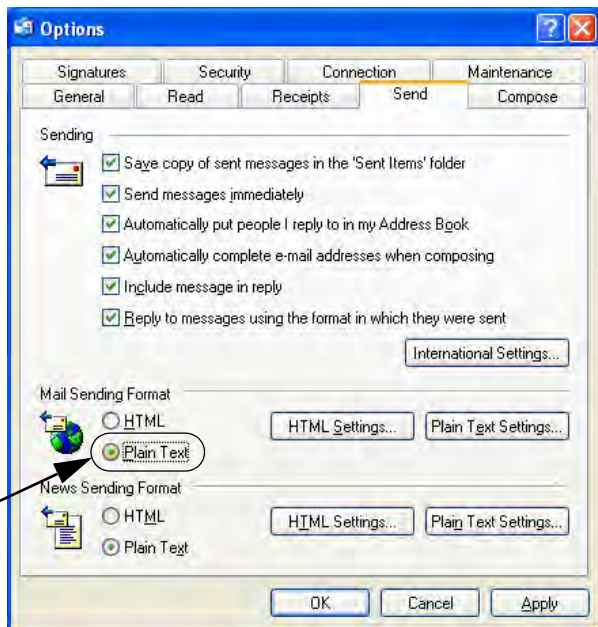 Options
Signatures Security Connection Maintenance
General Read Receipts Send Compose
Sending
Save copy of sent messages in the 'Sent Items' folder
Send messages immediately
Automatically put people I reply to in my Address Book
Automatically complete e-mail addresses when composing
Include message in reply
Reply to messages using the format in which they were sent
International Settings...
Mail Sending Format
HTML HTML Settings... Plain Text Settings...
Plain Text
News Sending Format
HTML HTML Settings... Plain Text Settings...
Plain Text
OK Cancel Apply